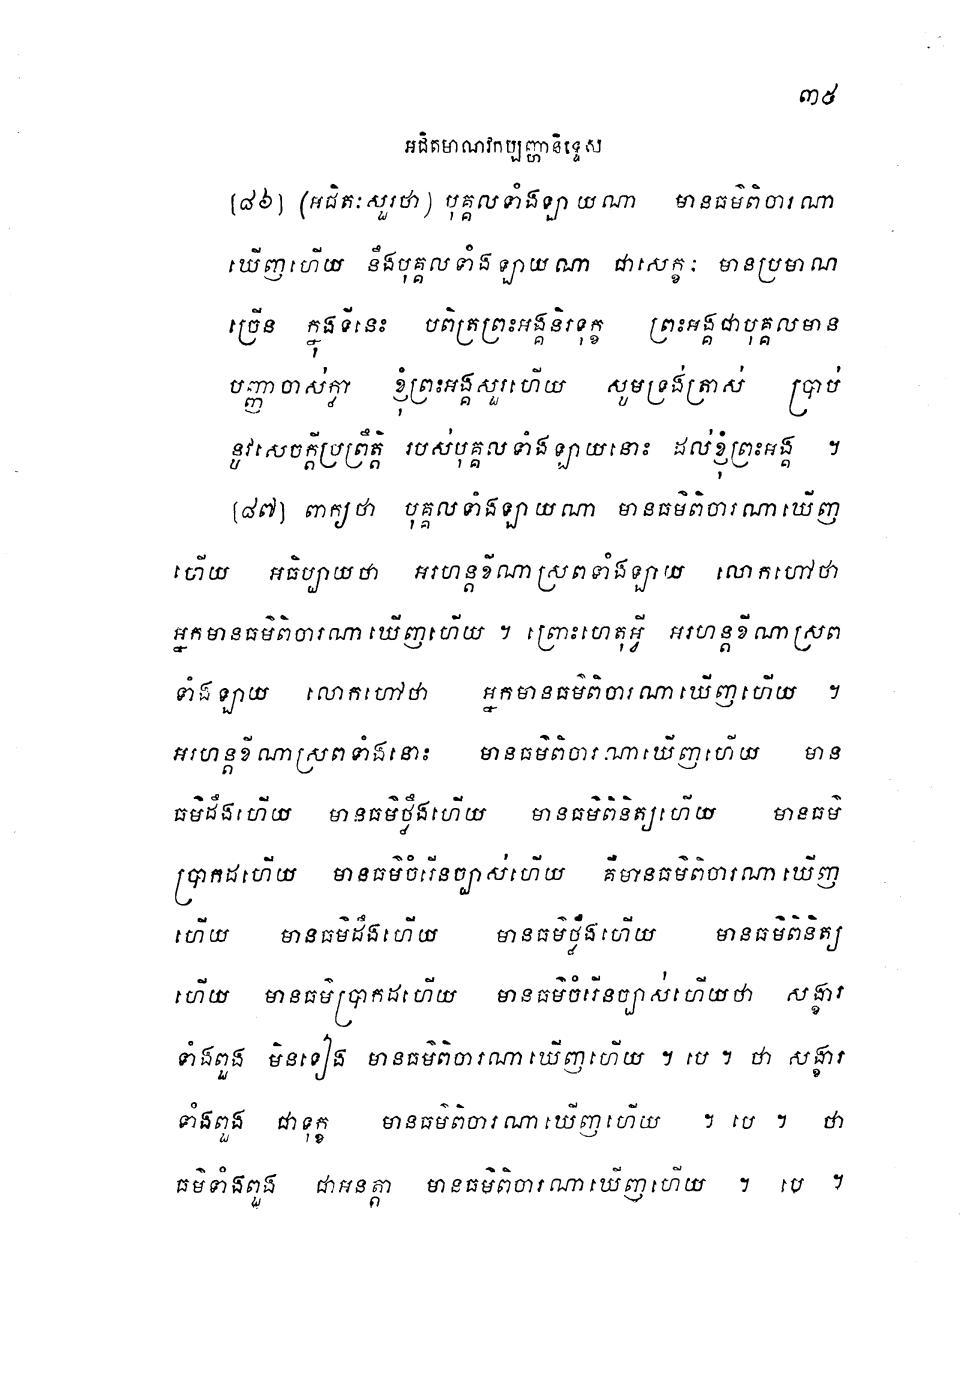 ៣៥
អជិតមាណវកប្បញ្ហានិទ្ទេស
[៨៦] (អជិតៈសួរថា) បុគ្គលទាំងឡាយណា មានធម៌ពិចារណា
ឃើញហើយ នឹងបុគ្គលទាំងឡាយណា ជាសេក្ខៈ មានប្រមាណ
ច្រើន ក្នុងទីនេះ បពិត្រព្រះអង្គនិរទុក្ខ ព្រះអង្គជាបុគ្គលមាន
បញ្ញាចាស់ក្លា ខ្ញុំព្រះអង្គសួរហើយ សូមទ្រង់ត្រាស់ ប្រាប់
នូវសេចក្តីប្រព្រឹត្តិ របស់បុគ្គលទាំងឡាយនោះ ដល់ខ្ញុំព្រះអង្គ ។
[៨៧] ពាក្យថា បុគ្គលទាំងឡាយណា មានធម៌ពិចារណាឃើញ
ហើយ អធិប្បាយថា អរហន្តខីណាស្រពទាំងឡាយ លោកហៅថា
អ្នកមានធម៌ពិចារណាឃើញហើយ ។ ព្រោះហេតុអ្វី អរហន្តខីណាស្រព
ទាំងឡាយ លោកហៅថា អ្នកមានធម៌ពិចារណាឃើញហើយ ។
អរហន្តខីណាស្រពទាំងនោះ មានធម៌ពិចារណាឃើញហើយ មាន
ធម៌ដឹងហើយ មានធម៌ថ្លឹងហើយ មានធម៌ពិនិត្យហើយ មានធម៌
ប្រាកដហើយ មានធម៌ចំរើនច្បាស់ហើយ គឺមានធម៌ពិចារណាឃើញ
ហើយ មានធម៌ដឹងហើយ មានធម៌ថ្លឹងហើយ មានធម៌ពិនិត្យ
ហើយ មានធម៌ប្រាកដហើយ មានធម៌ចំរើនច្បាស់ហើយថា សង្ខារ
ទាំងពួង មិនទៀង មានធម៌ពិចារណាឃើញហើយ ។ បេ ។ ថា សង្ខារ
ទាំងពួង ជាទុក្ខ មានធម៌ពិចារណាឃើញហើយ ។ បេ ។ ថា
ធម៌ទាំងពួង ជាអនត្តា មានធម៌ពិចារណាឃើញហើយ ។ បេ ។